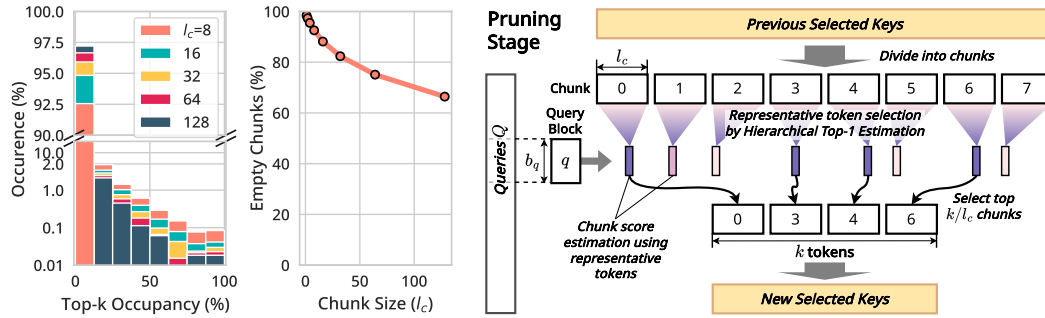 100.0
97.5
95.0
92.5
90.0
10.0
2.0
1.0
0.1
0.01
Occurence (%)
l_c=8
16
32
64
128
0
50
100
Top-k Occupancy (%)
100
80
60
40
20
0
Empty Chunks (%)
0
50
100
Chunk Size (l_c)
Pruning
Stage
Previous Selected Keys
Divide into chunks
l_c
Chunk
0
1
2
3
4
5
6
7
Representative token selection
by Hierarchical Top-1 Estimation
Query
Block
Queries Q
b_q
q
Select top
k/l_c chunks
0
3
4
6
Chunk score
estimation using
representative
tokens
k tokens
New Selected Keys